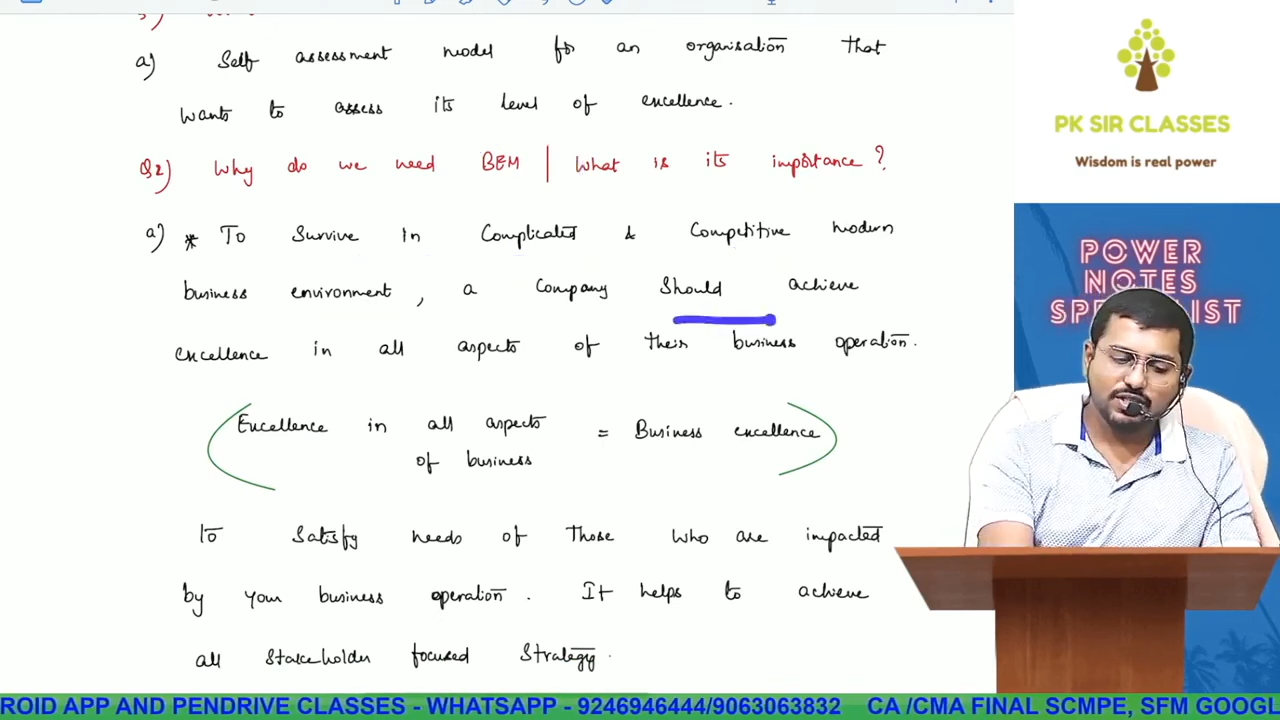 a) Self assessment model for an organisation that
wants to assess its level of excellence.
Q2) Why do we need BEM | What is its importance?
a) * To Survive in Complicated & Competitive modern
business environment, a Company Should achieve
excellence in all aspects of their business operation.
Excellence in all aspects = Business excellence
of business
To Satisfy needs of Those who are impacted
by your business operation. It helps to achieve
all Stakeholder focused Strategy.
PK SIR CLASSES
Wisdom is real power
POWER
NOTES
SPECIALIST
ROID APP AND PENDRIVE CLASSES - WHATSAPP - 9246946444/9063063832 CA /CMA FINAL SCMPE, SFM GOOGL